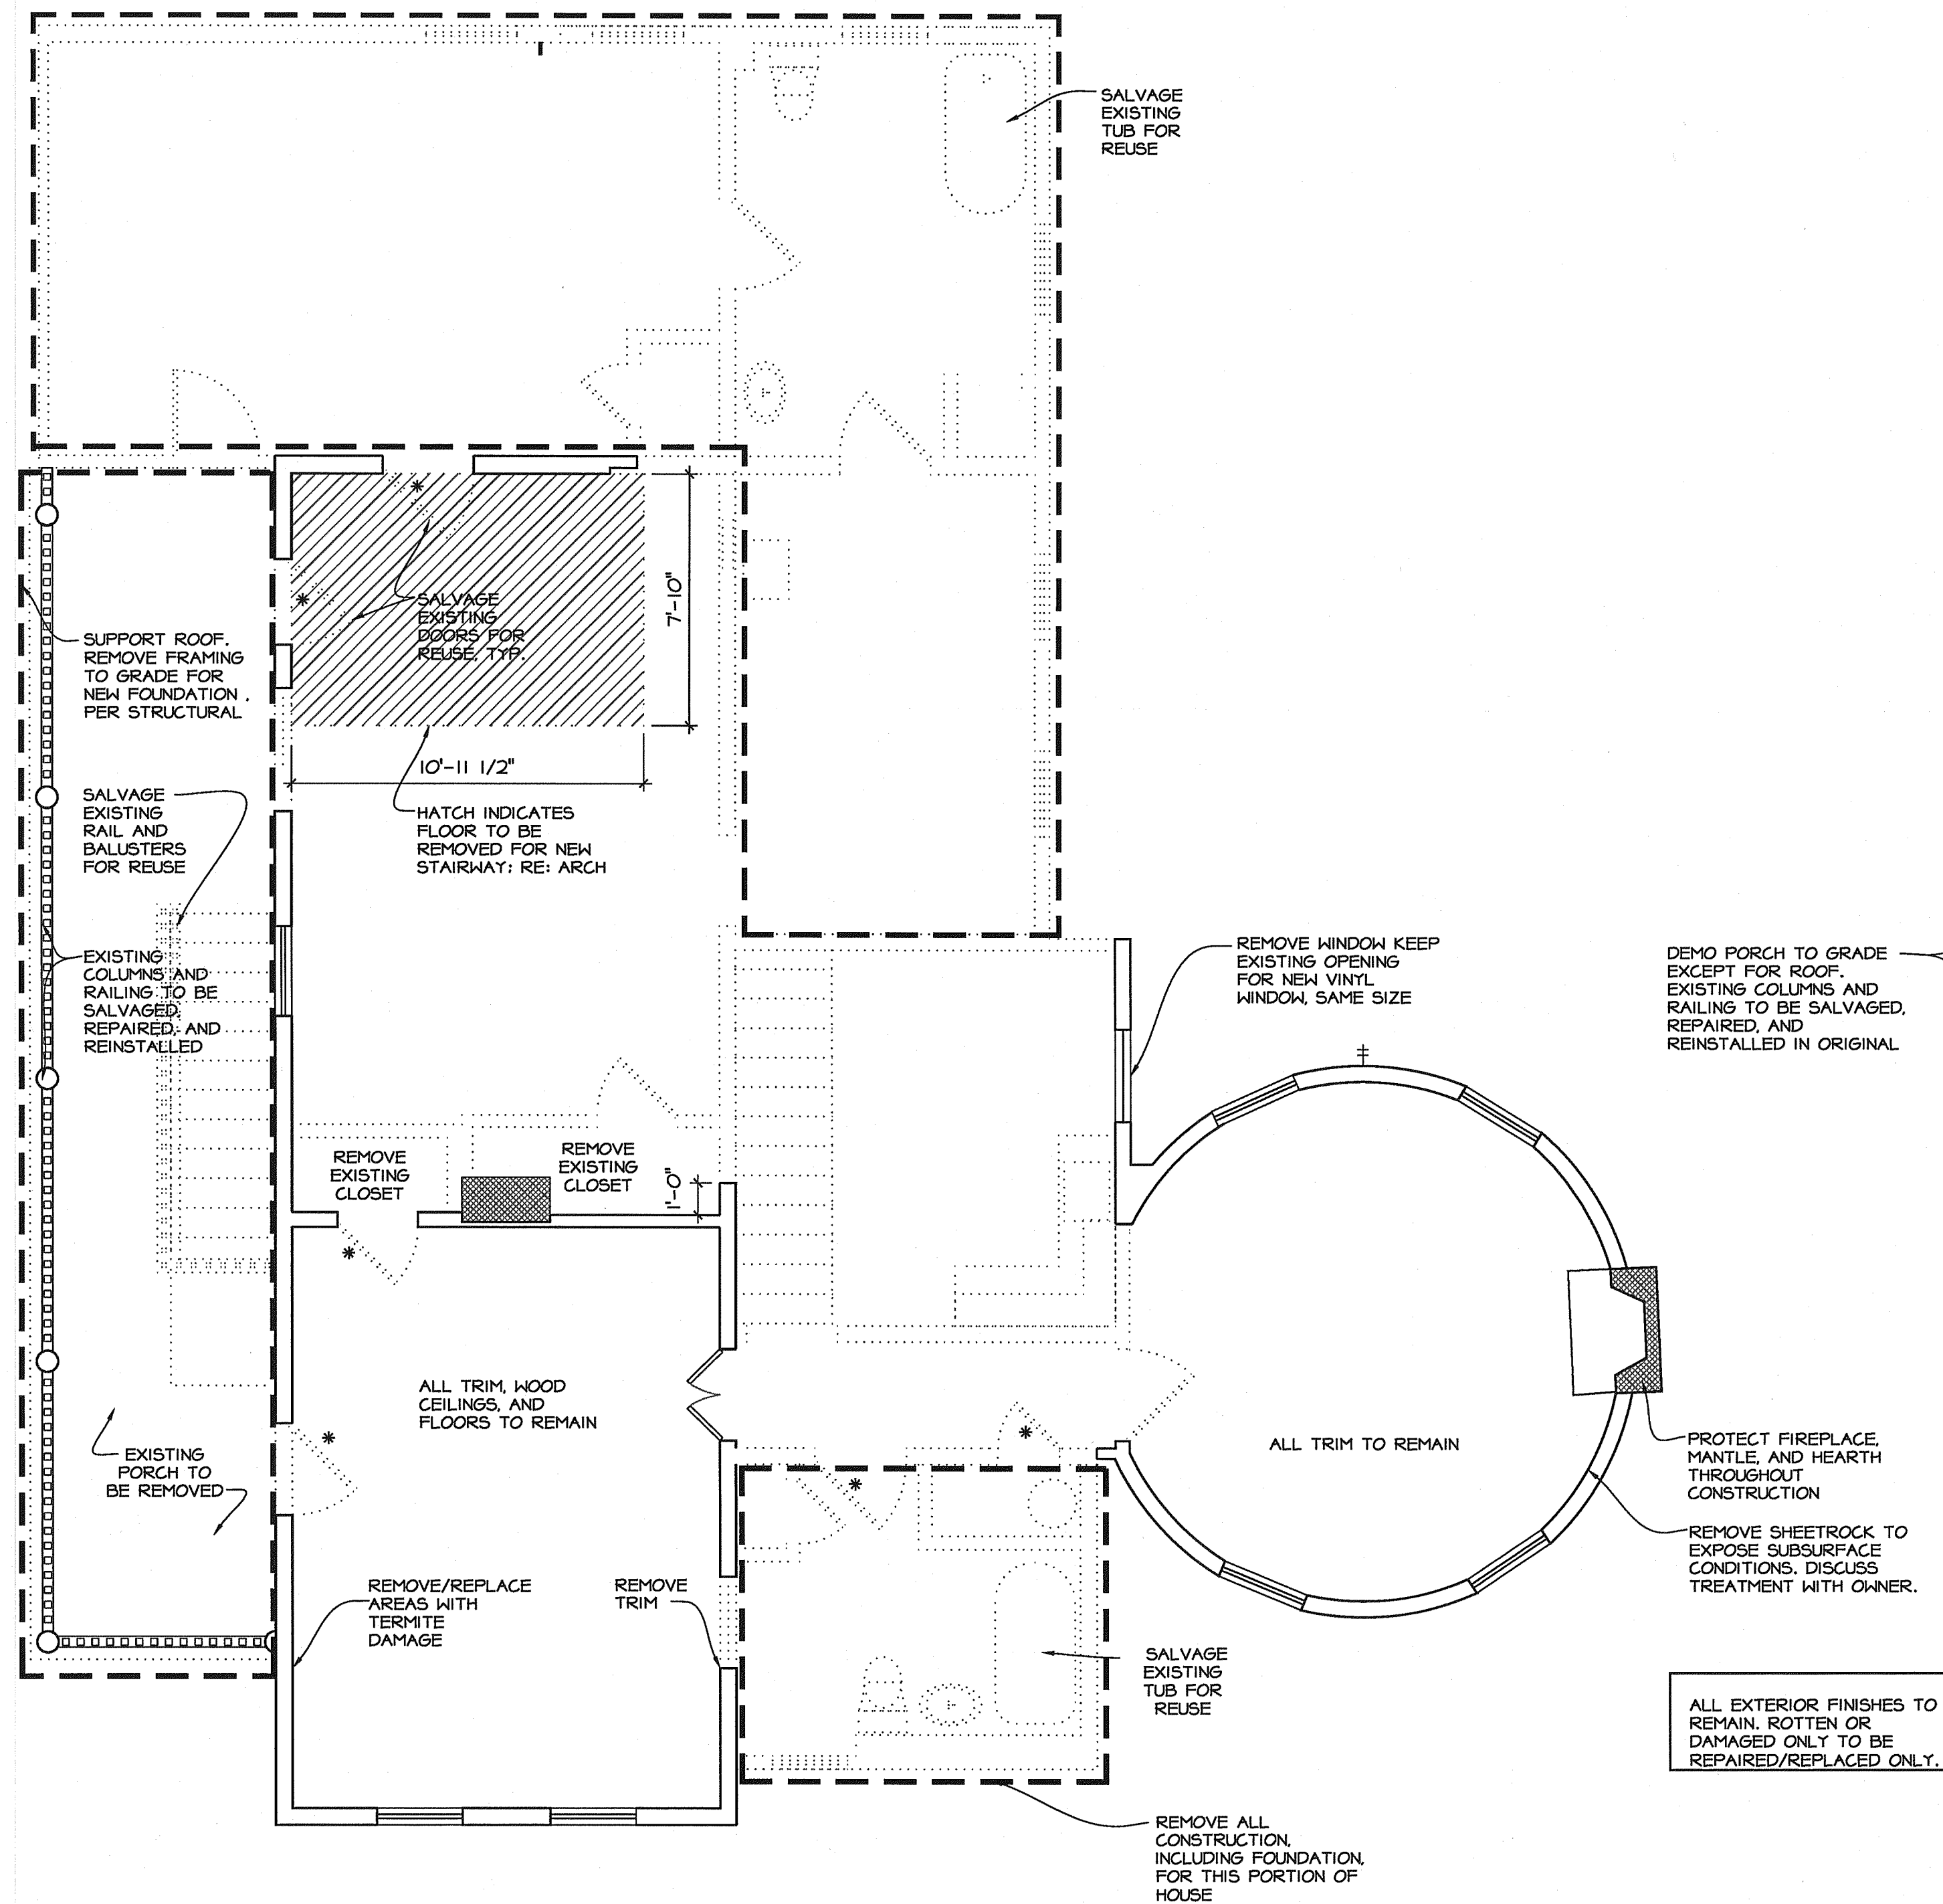 SALVAGE
EXISTING
TUB FOR
REUSE
SALVAGE
EXISTING
DOORS FOR
REUSE, TYP.
7'-10"
SUPPORT ROOF.
REMOVE FRAMING
TO GRADE FOR
NEW FOUNDATION .
PER STRUCTURAL
10'-11 1/2"
SALVAGE
EXISTING
RAIL AND
BALUSTERS
FOR REUSE
HATCH INDICATES
FLOOR TO BE
REMOVED FOR NEW
STAIRWAY; RE: ARCH
EXISTING
COLUMNS AND
RAILING TO BE
SALVAGED,
REPAIRED, AND
REINSTALLED
REMOVE WINDOW KEEP
EXISTING OPENING
FOR NEW VINYL
WINDOW, SAME SIZE
DEMO PORCH TO GRADE
EXCEPT FOR ROOF.
EXISTING COLUMNS AND
RAILING TO BE SALVAGED,
REPAIRED, AND
REINSTALLED IN ORIGINAL
REMOVE
EXISTING
CLOSET
REMOVE
EXISTING
CLOSET
1'-0"
ALL TRIM, WOOD
CEILINGS, AND
FLOORS TO REMAIN
ALL TRIM TO REMAIN
EXISTING
PORCH TO
BE REMOVED
PROTECT FIREPLACE,
MANTLE, AND HEARTH
THROUGHOUT
CONSTRUCTION
REMOVE SHEETROCK TO
EXPOSE SUBSURFACE
CONDITIONS. DISCUSS
TREATMENT WITH OWNER.
REMOVE/REPLACE
AREAS WITH
TERMITE
DAMAGE
REMOVE
TRIM
SALVAGE
EXISTING
TUB FOR
REUSE
ALL EXTERIOR FINISHES TO
REMAIN. ROTTEN OR
DAMAGED ONLY TO BE
REPAIRED/REPLACED ONLY.
REMOVE ALL
CONSTRUCTION,
INCLUDING FOUNDATION,
FOR THIS PORTION OF
HOUSE